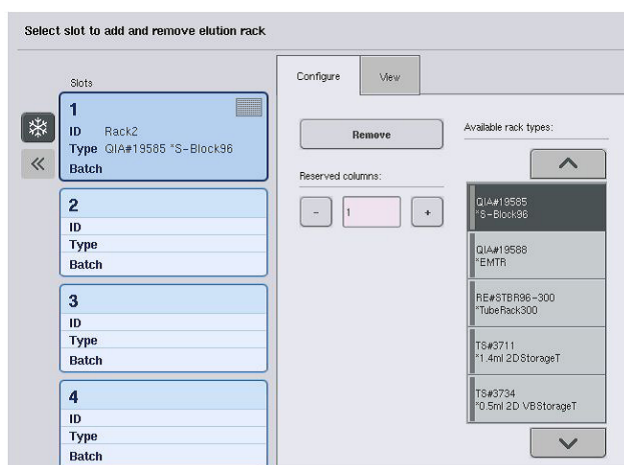 Select slot to add and remove elution rack
Slots
1
ID Rack2
Type QIA#19585 *S-Block96
Batch
2
ID
Type
Batch
3
ID
Type
Batch
4
ID
Type
Batch
Configure
View
Remove
Reserved columns:
-
1
+
Available rack types:
QIA#19585
*S-Block96
QIA#19588
*EMTR
RE#STBR96-300
*TubeRack300
TS#3711
*1.4ml 2DStorageT
TS#3734
*0.5ml 2D VBStorageT